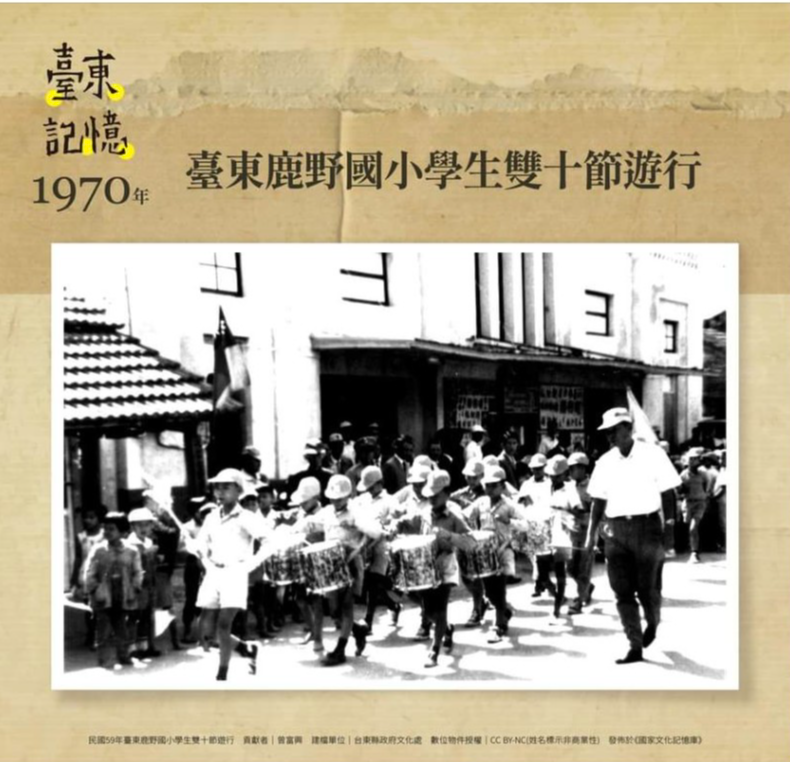 臺東
記憶
1970年
臺東鹿野國小學生雙十節遊行
民國59年臺東鹿野國小學生雙十節遊行 貢獻者｜曾富興 建檔單位｜台東縣政府文化處 數位物件授權｜CC BY-NC(姓名標示非商業性) 發佈於《國家文化記憶庫》